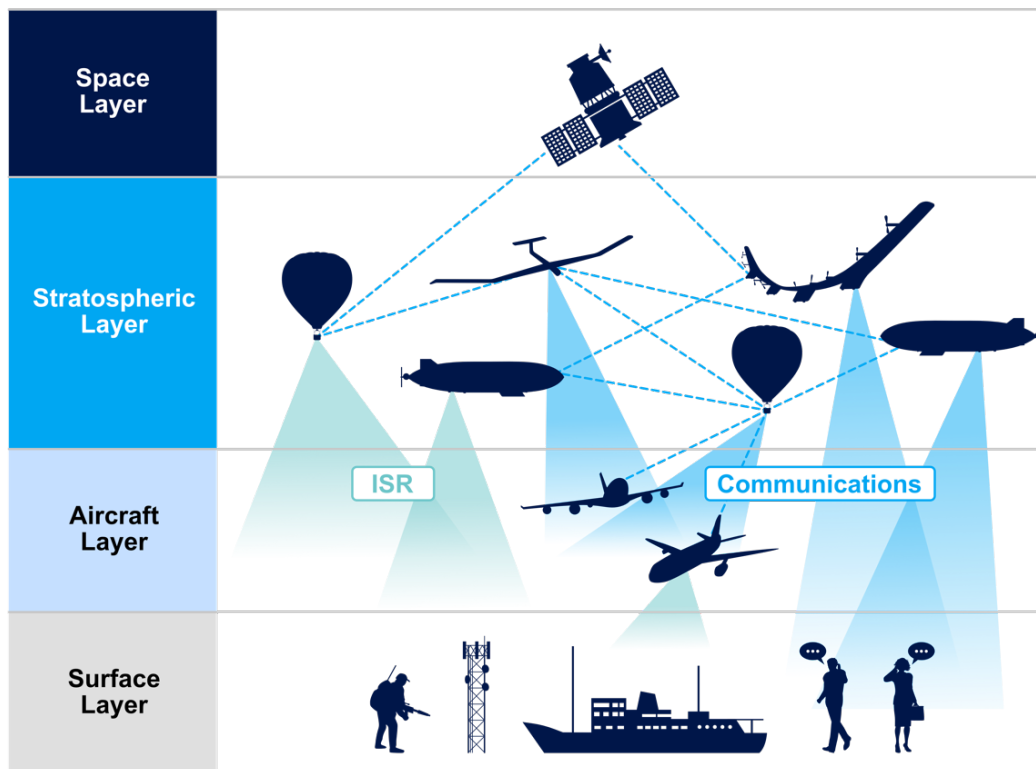 Space
Layer
Stratospheric
Layer
ISR
Communications
Aircraft
Layer
Surface
Layer